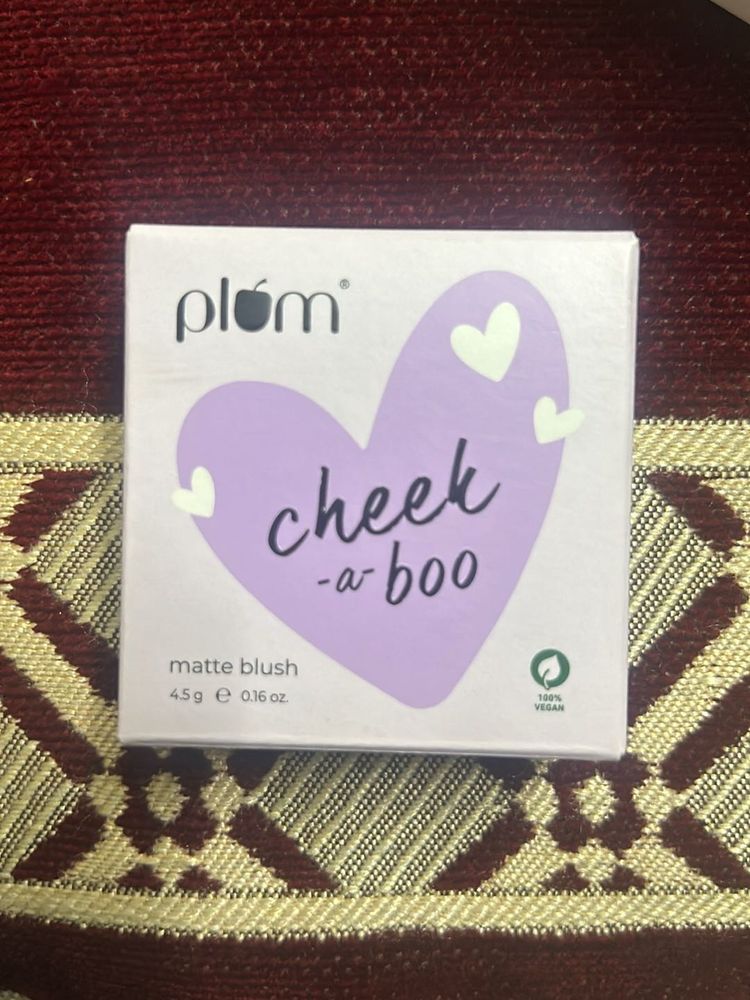 plum®
cheek
-a- boo
matte blush
4.5 g ℮ 0.16 oz.
100%
VEGAN